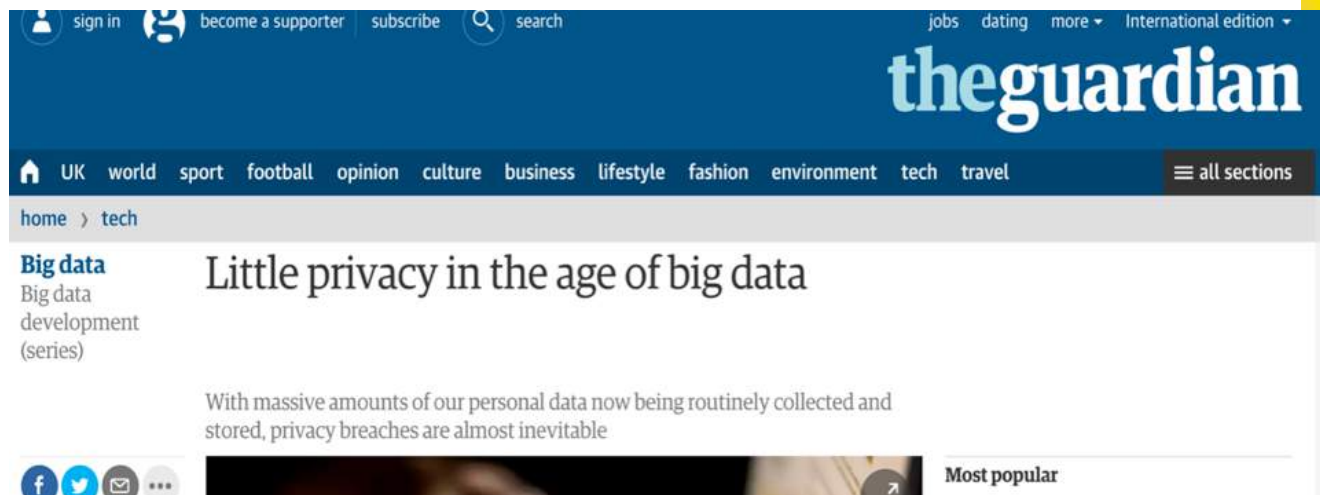 sign in become a supporter subscribe search jobs dating more International edition
theguardian
UK world sport football opinion culture business lifestyle fashion environment tech travel all sections
home > tech
Big data
Big data
development
(series)
Little privacy in the age of big data
With massive amounts of our personal data now being routinely collected and
stored, privacy breaches are almost inevitable
Most popular